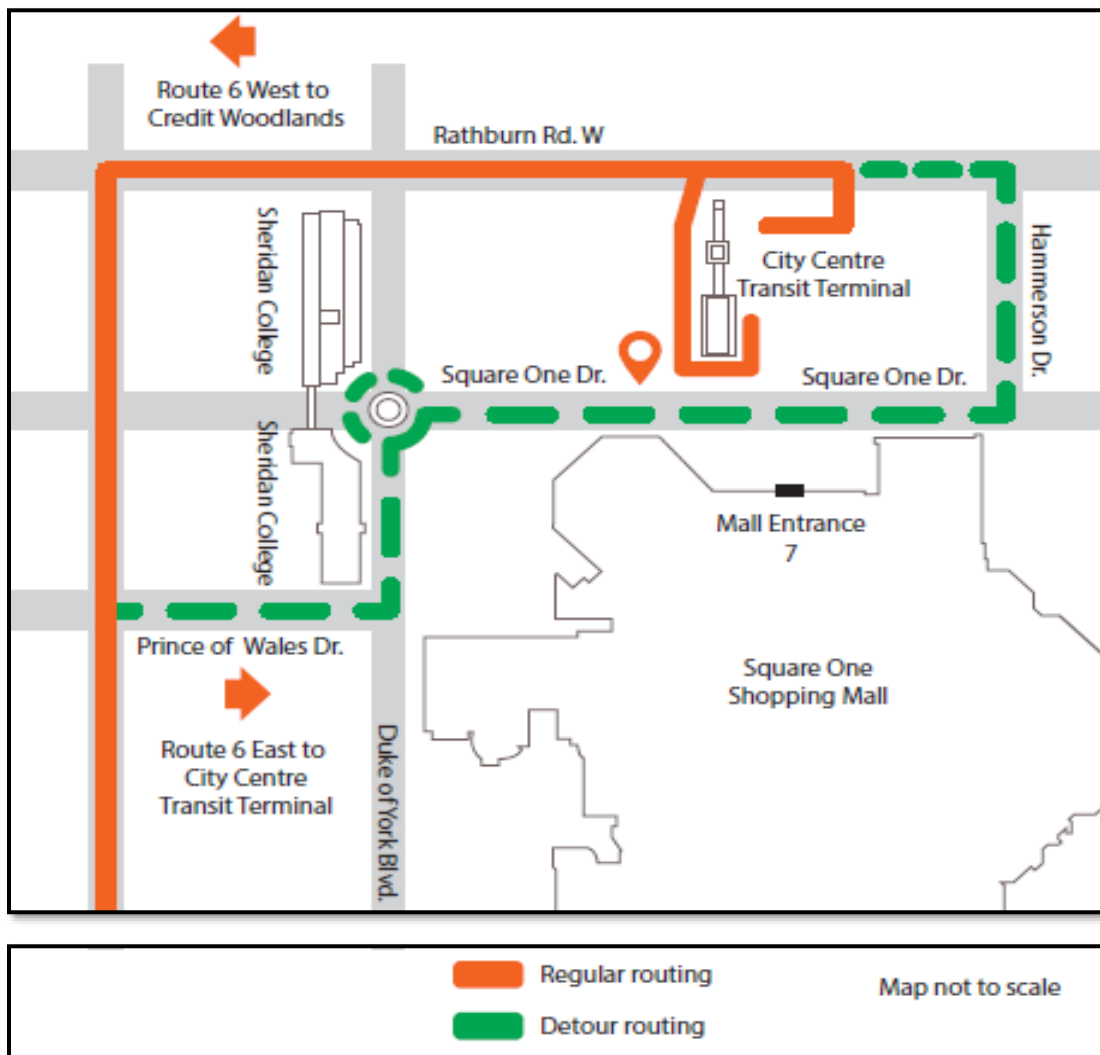 Route 6 West to
Credit Woodlands
Rathburn Rd. W
Sheridan College
City Centre
Transit Terminal
Hammerson Dr.
Square One Dr.
Square One Dr.
Sheridan College
Mall Entrance
7
Prince of Wales Dr.
Square One
Shopping Mall
Route 6 East to
City Centre
Transit Terminal
Duke of York Blvd.
Regular routing
Map not to scale
Detour routing